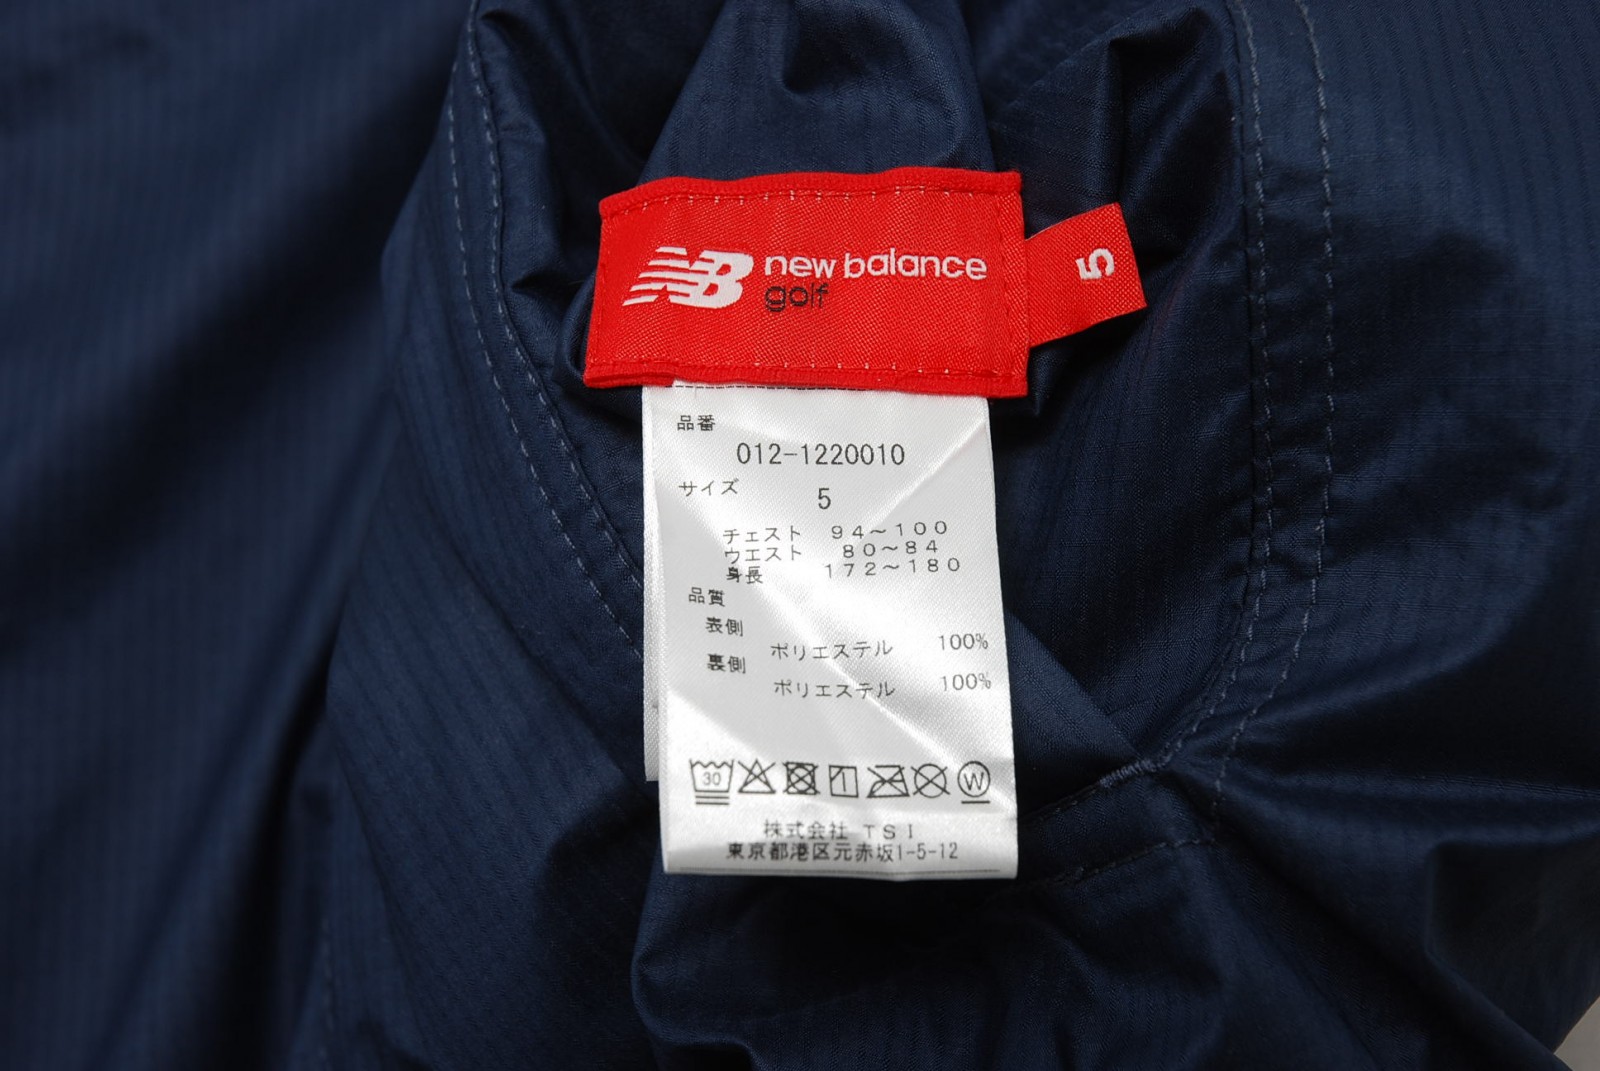 NB new balance
golf
5
品番
012-1220010
サイズ
5
チェスト 94~100
ウエスト 80~84
身長 172~180
品質
表側
ポリエステル 100%
裏側
ポリエステル 100%
30 W
株式会社 TSI
東京都港区元赤坂1-5-12